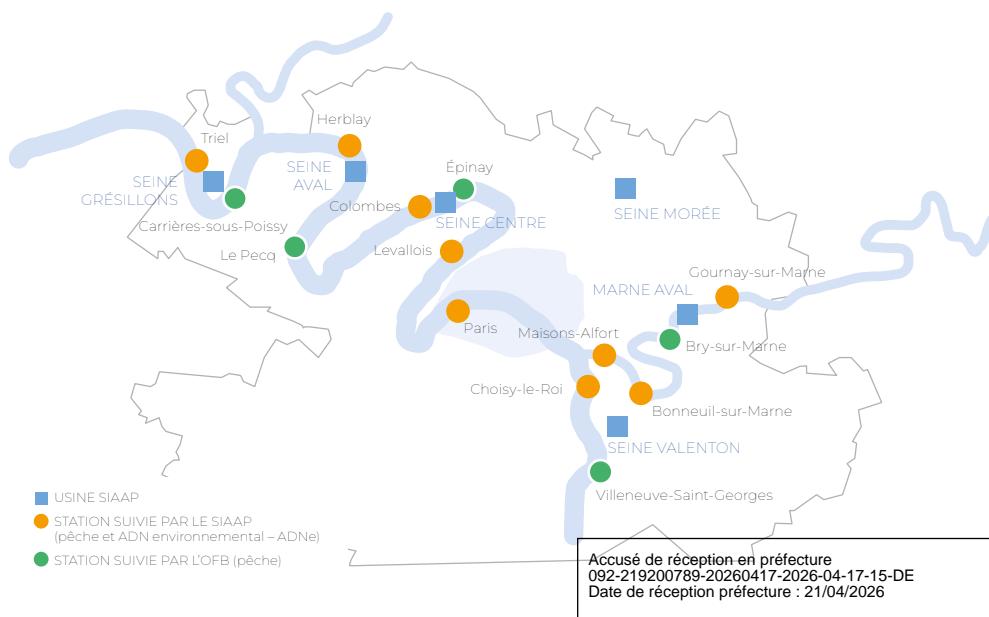 Herblay
Triel
SEINE
GRÉSILLONS
SEINE
AVAL
Épinay
Colombes
SEINE CENTRE
SEINE MORÉE
Carrières-sous-Poissy
Le Pecq
Levallois
Gournay-sur-Marne
MARNE AVAL
Paris
Maisons-Alfort
Bry-sur-Marne
Choisy-le-Roi
Bonneuil-sur-Marne
SEINE VALENTON
Villeneuve-Saint-Georges
USINE SIAAP
STATION SUIVIE PAR LE SIAAP
(pêche et ADN environnemental – ADNe)
STATION SUIVIE PAR L'OFB (pêche)
Accusé de réception en préfecture
092-219200789-20260417-2026-04-17-15-DE
Date de réception préfecture : 21/04/2026